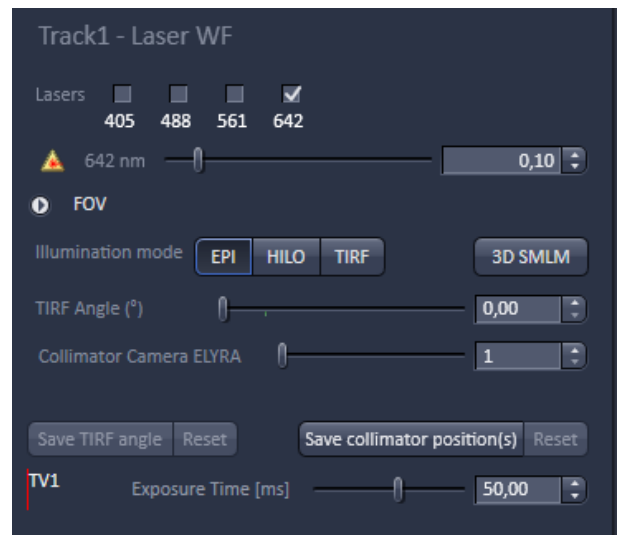 Track1 - Laser WF
Lasers
405 488 561 642
642 nm 0,10
FOV
Illumination mode EPI HILO TIRF 3D SMLM
TIRF Angle (°) 0,00
Collimator Camera ELYRA 1
Save TIRF angle Reset Save collimator position(s) Reset
TV1 Exposure Time [ms] 50,00